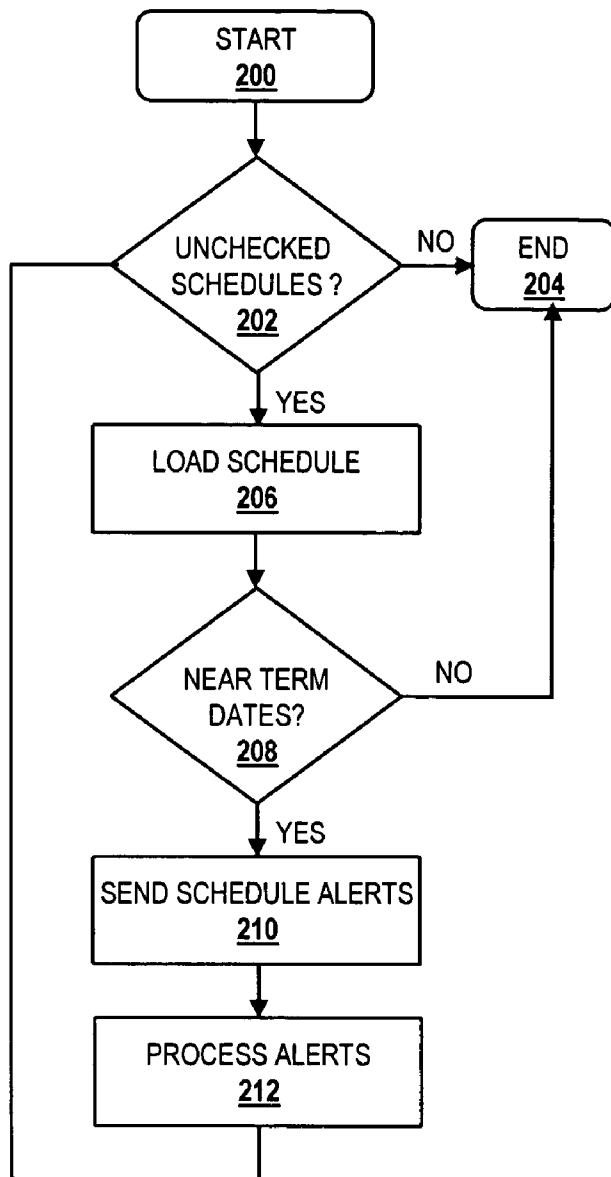 START
200
UNCHECKED
SCHEDULES ?
202
NO
END
204
YES
LOAD SCHEDULE
206
NEAR TERM
DATES?
208
NO
YES
SEND SCHEDULE ALERTS
210
PROCESS ALERTS
212